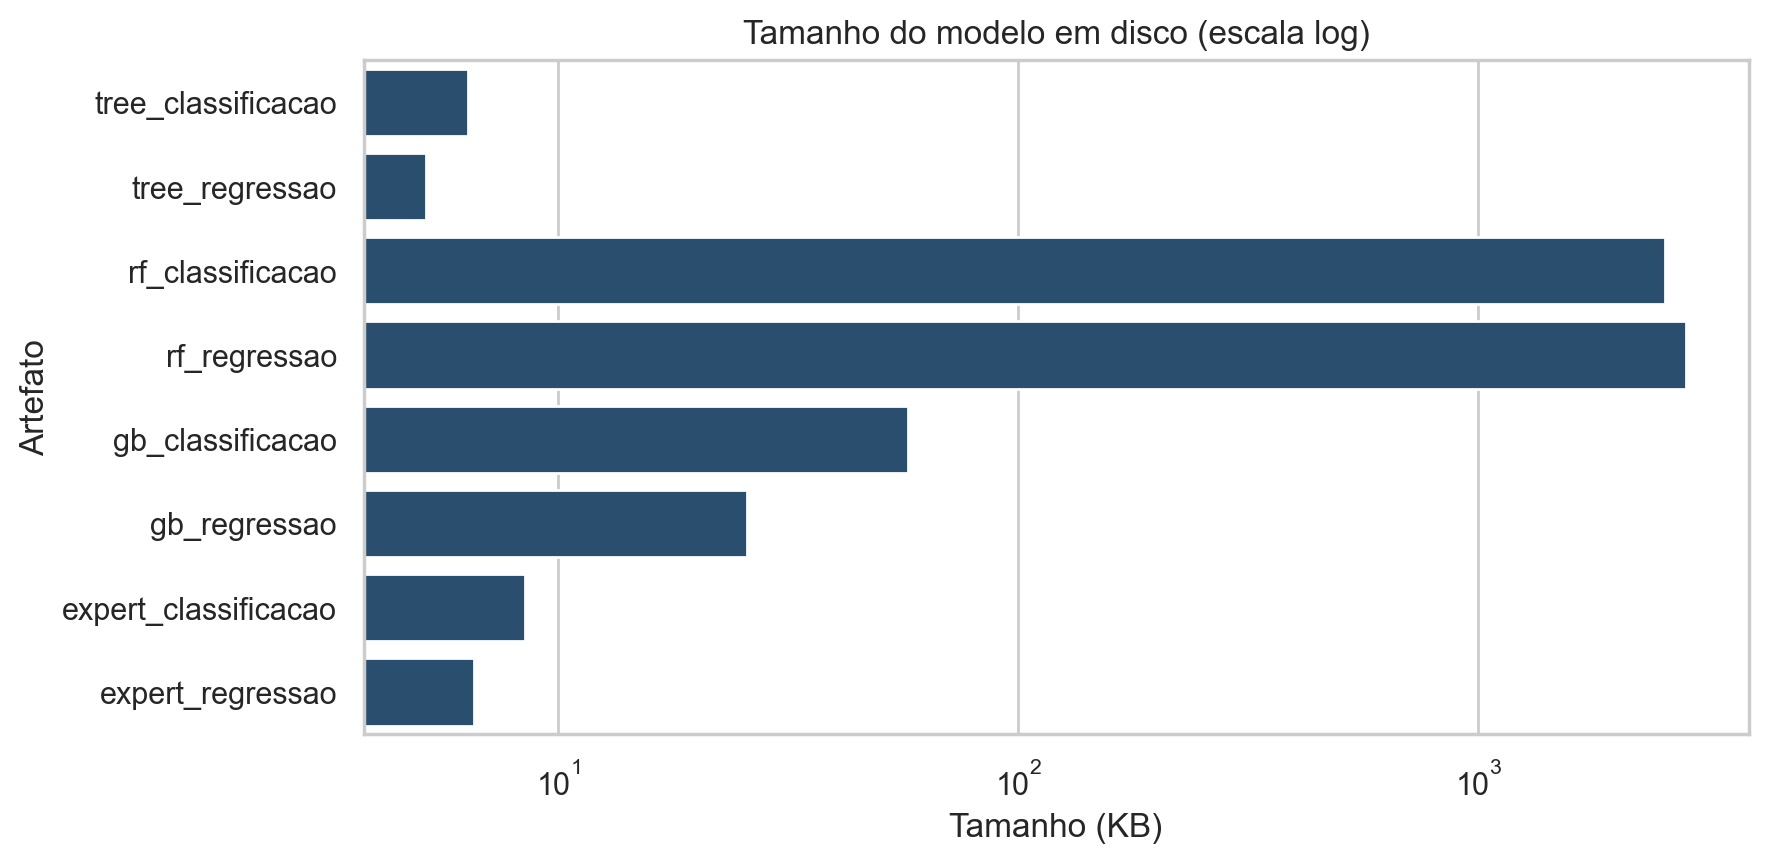 Tamanho do modelo em disco (escala log)
tree_classificacao
tree_regressao
rf_classificacao
rf_regressao
gb_classificacao
gb_regressao
expert_classificacao
expert_regressao
Artefato
10¹ 10² 10³
Tamanho (KB)